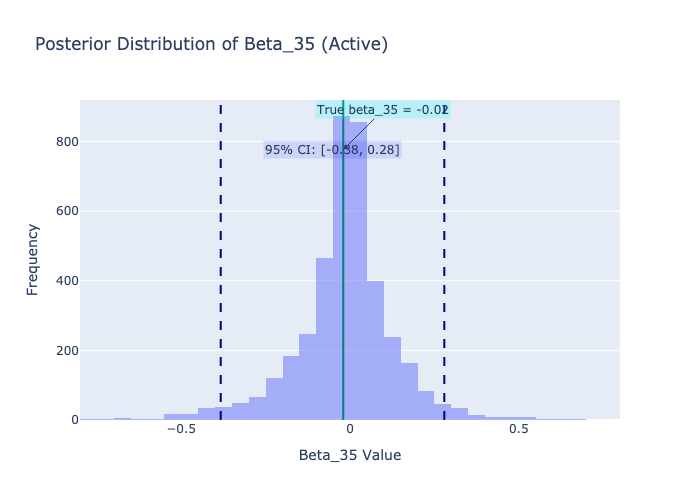 Posterior Distribution of Beta_35 (Active)
True beta_35 = -0.02
95% CI: [-0.38, 0.28]
Frequency
800
600
400
200
0
−0.5
0
0.5
Beta_35 Value